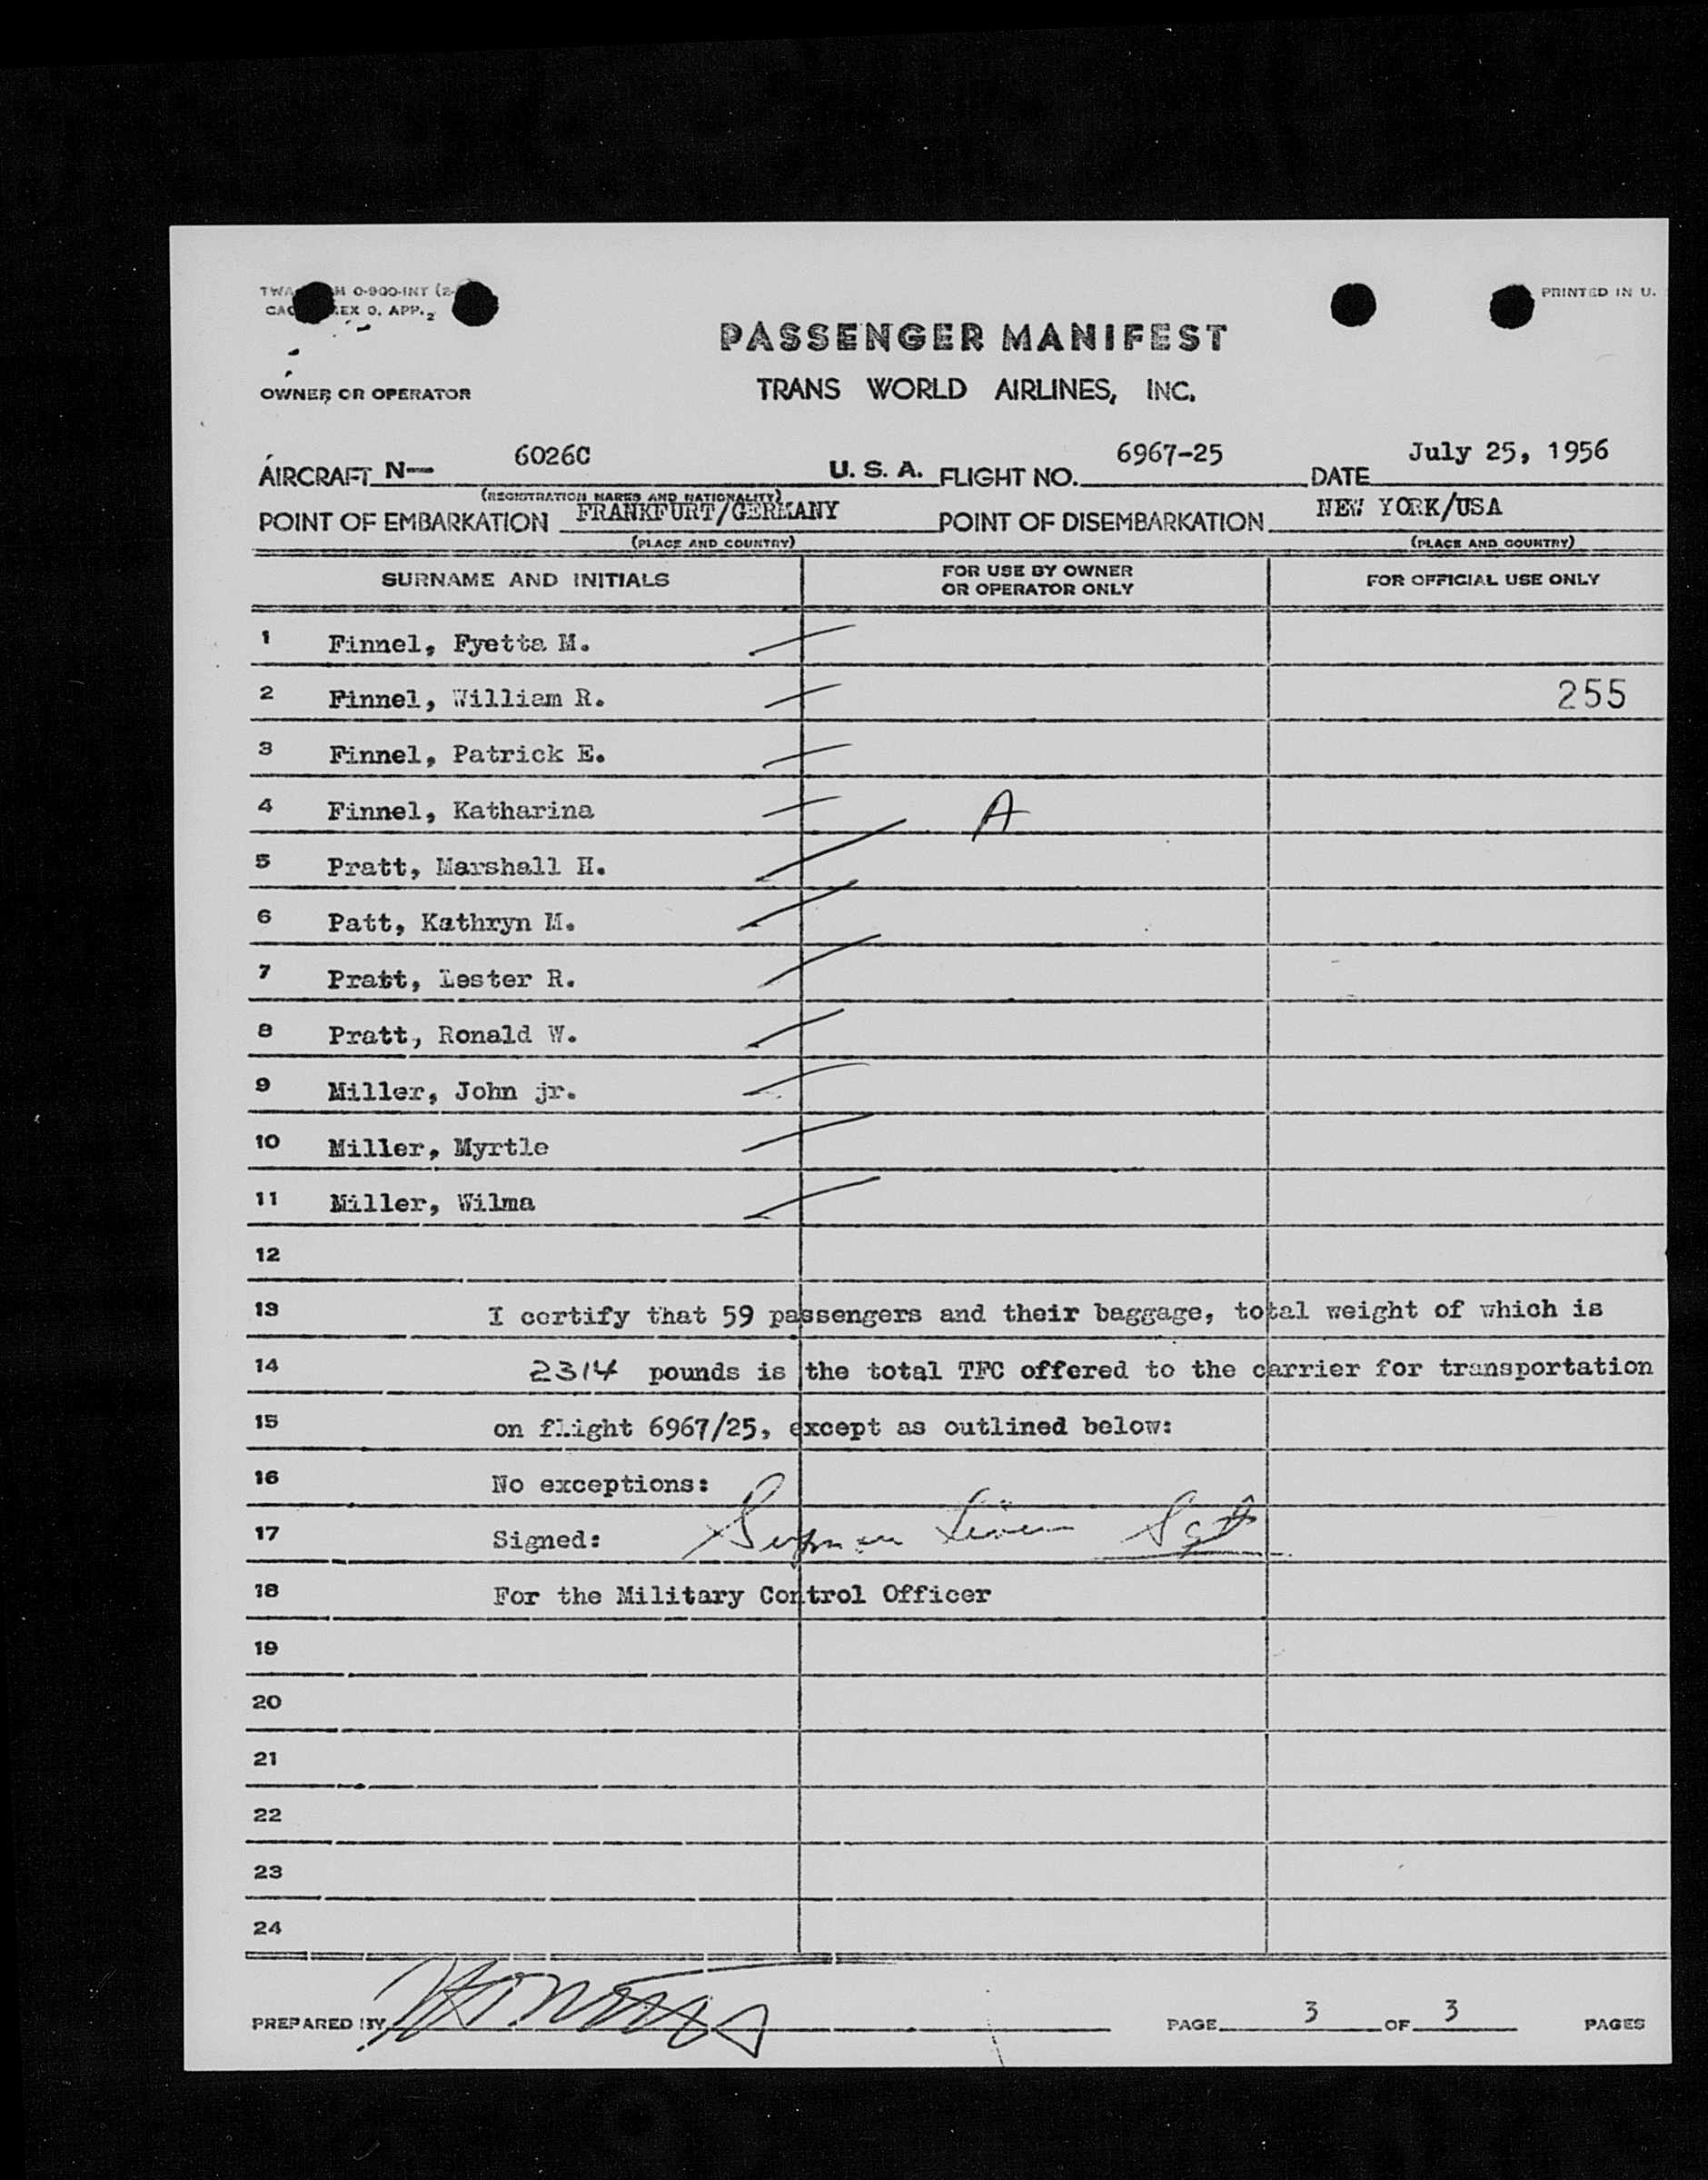 0-900-INT
APP. 2
PRINTED IN U.
PASSENGER MANIFEST
OWNER OR OPERATOR
TRANS WORLD AIRLINES, INC.
AIRCRAFT N— 6026C U. S. A. FLIGHT NO. 6967-25 DATE July 25, 1956
(REGISTRATION MARKS AND NATIONALITY)
POINT OF EMBARKATION FRANKFURT/GERMANY POINT OF DISEMBARKATION NEW YORK/USA
(PLACE AND COUNTRY) (PLACE AND COUNTRY)
SURNAME AND INITIALS FOR USE BY OWNER OR OPERATOR ONLY FOR OFFICIAL USE ONLY
1 Finnel, Fyetta M.
2 Finnel, William R. 255
3 Finnel, Patrick E.
4 Finnel, Katharina A
5 Pratt, Marshall H.
6 Patt, Kathryn M.
7 Pratt, Lester R.
8 Pratt, Ronald W.
9 Miller, John jr.
10 Miller, Myrtle
11 Miller, Wilma
12
13 I certify that 59 passengers and their baggage, total weight of which is
14 2314 pounds is the total TFC offered to the carrier for transportation
15 on flight 6967/25, except as outlined below:
16 No exceptions:
17 Signed: Sgt
18 For the Military Control Officer
19
20
21
22
23
24
PREPARED BY PAGE 3 OF 3 PAGES